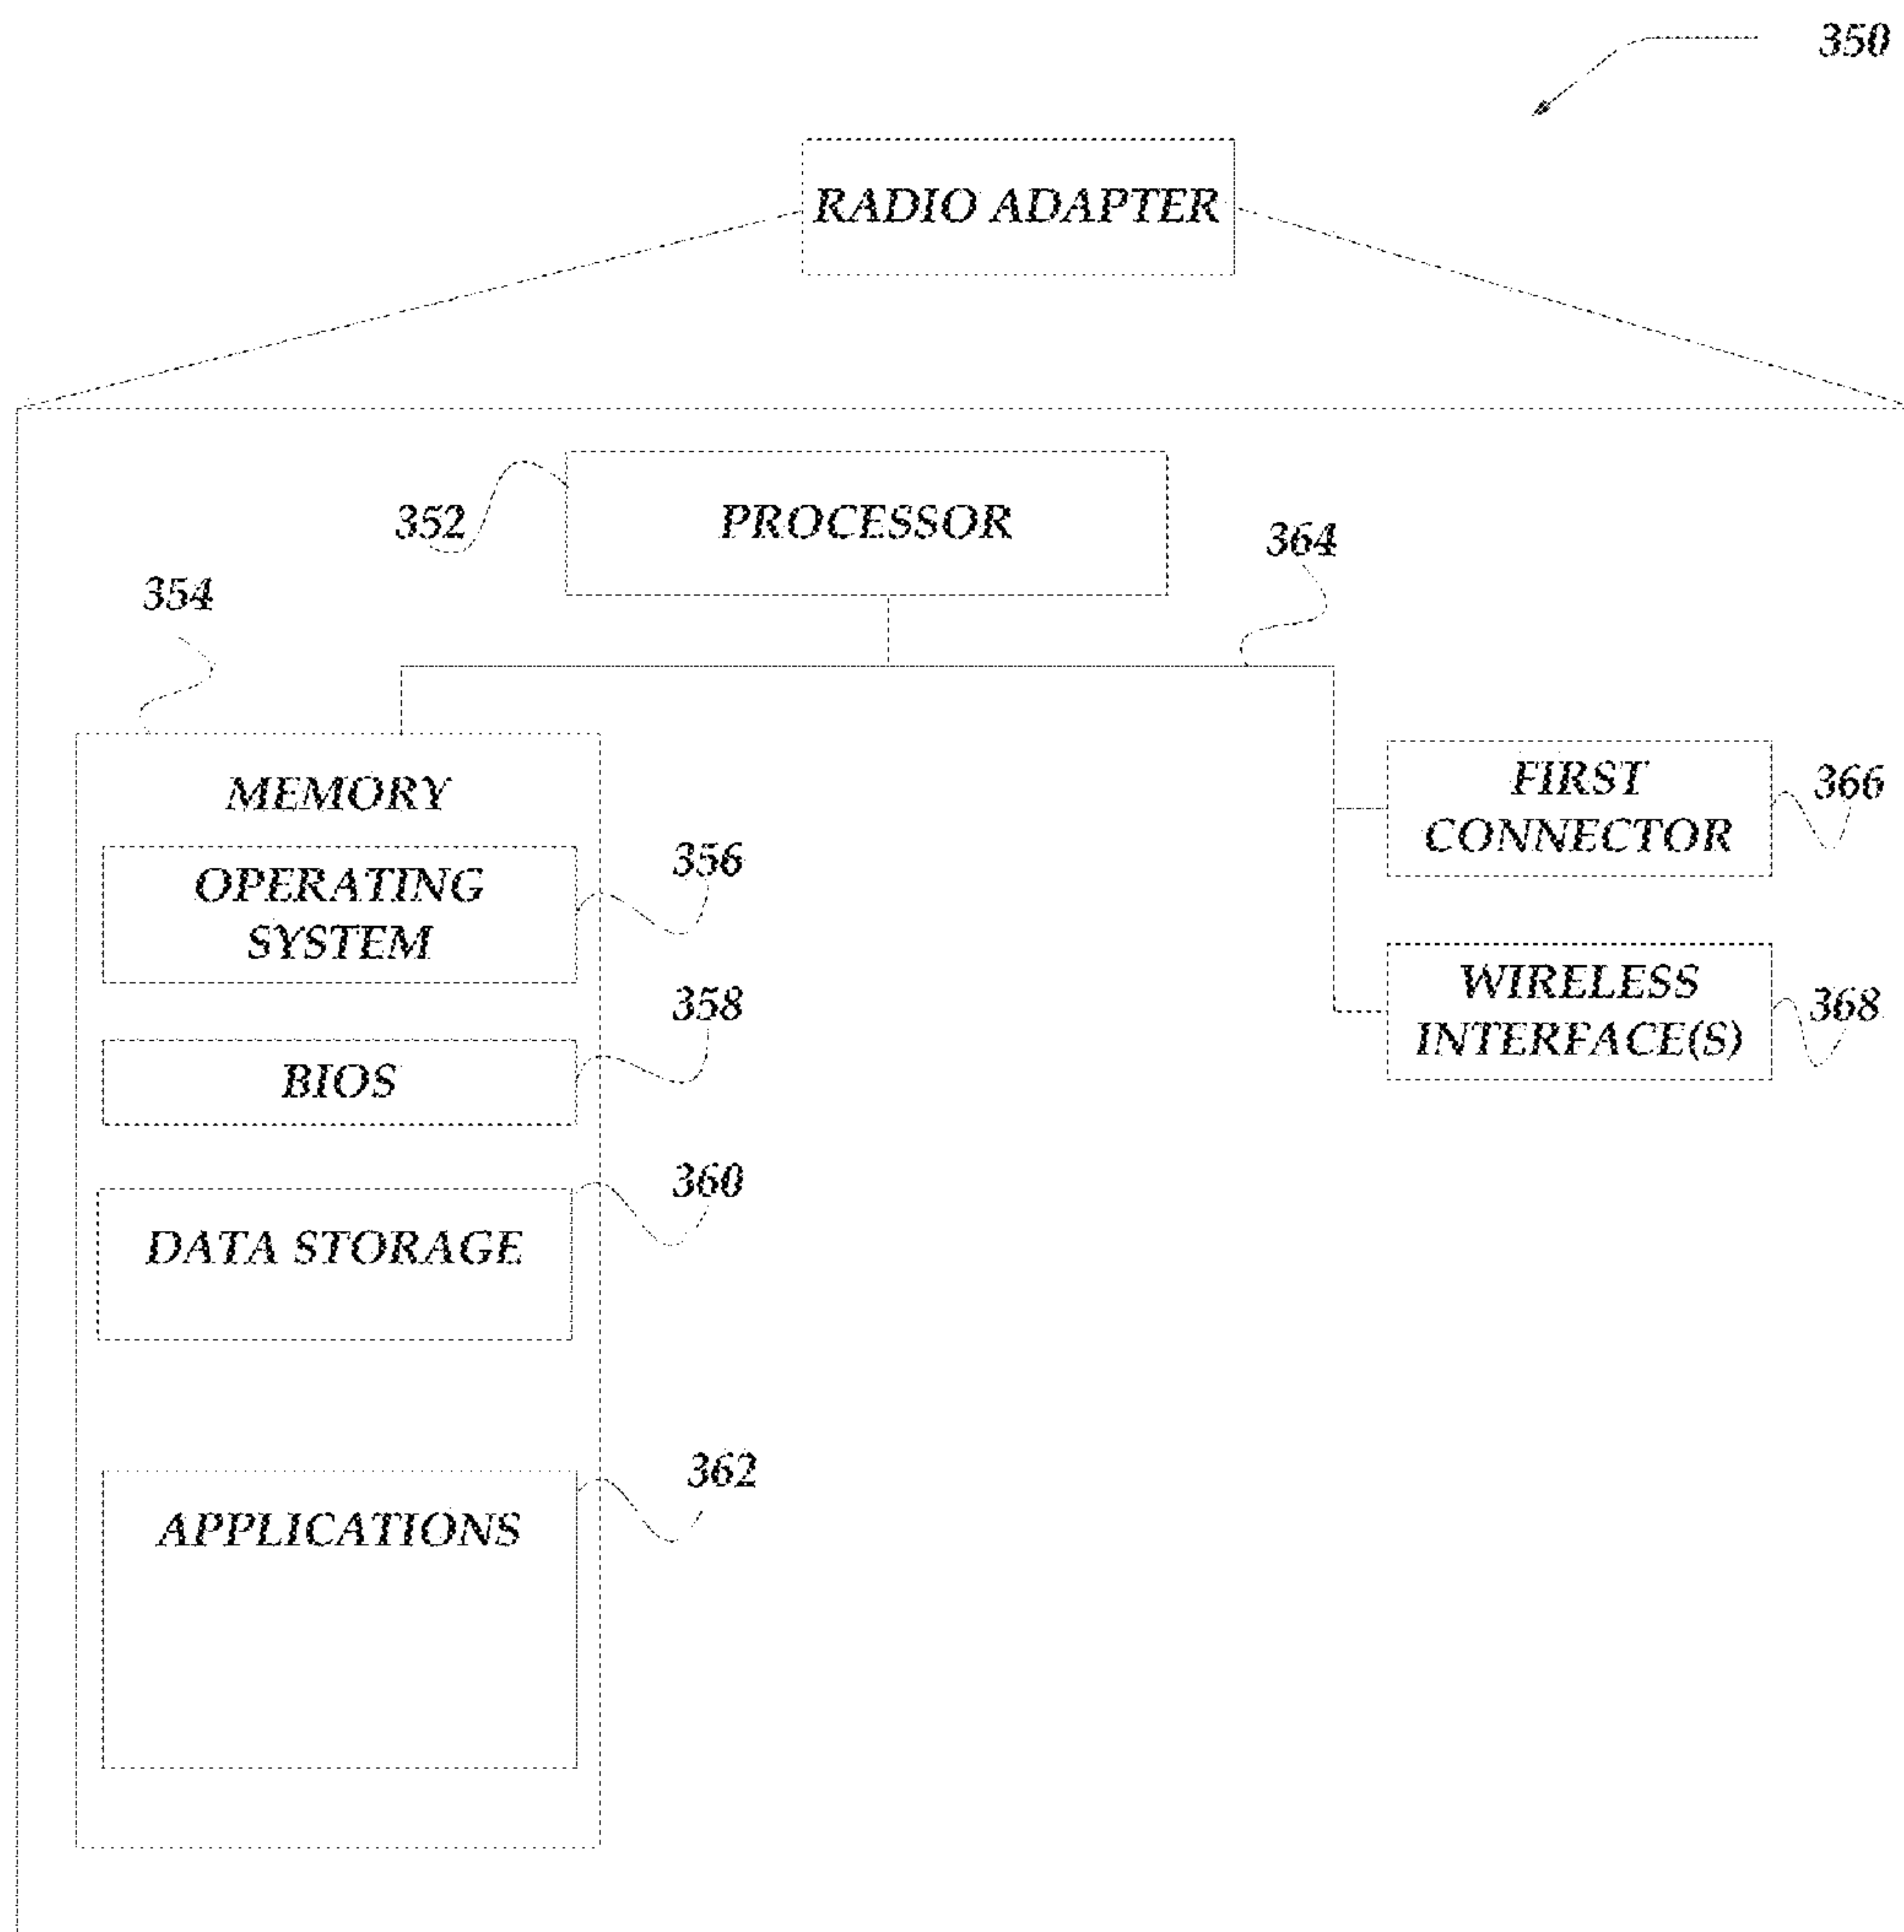 350
RADIO ADAPTER
352
PROCESSOR
364
354
MEMORY
FIRST
CONNECTOR
366
OPERATING
SYSTEM
356
WIRELESS
INTERFACE(S)
368
358
BIOS
360
DATA STORAGE
362
APPLICATIONS